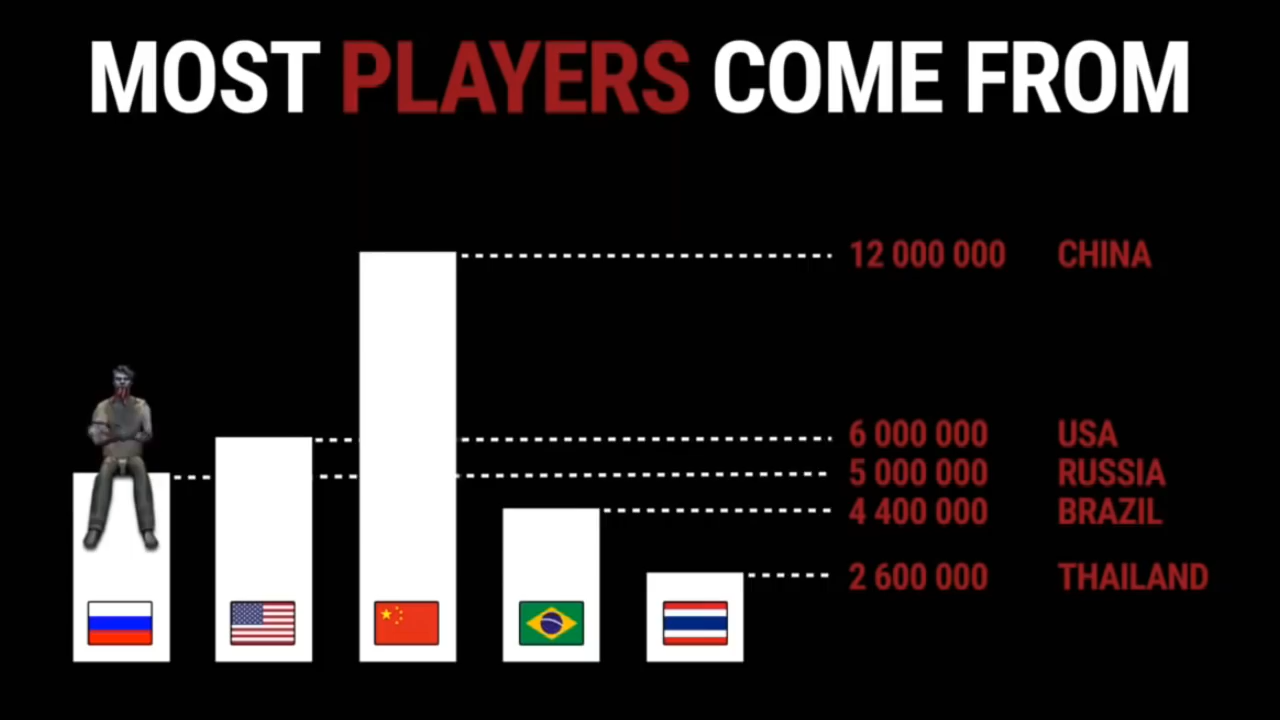 MOST PLAYERS COME FROM
12 000 000 CHINA
6 000 000 USA
5 000 000 RUSSIA
4 400 000 BRAZIL
2 600 000 THAILAND